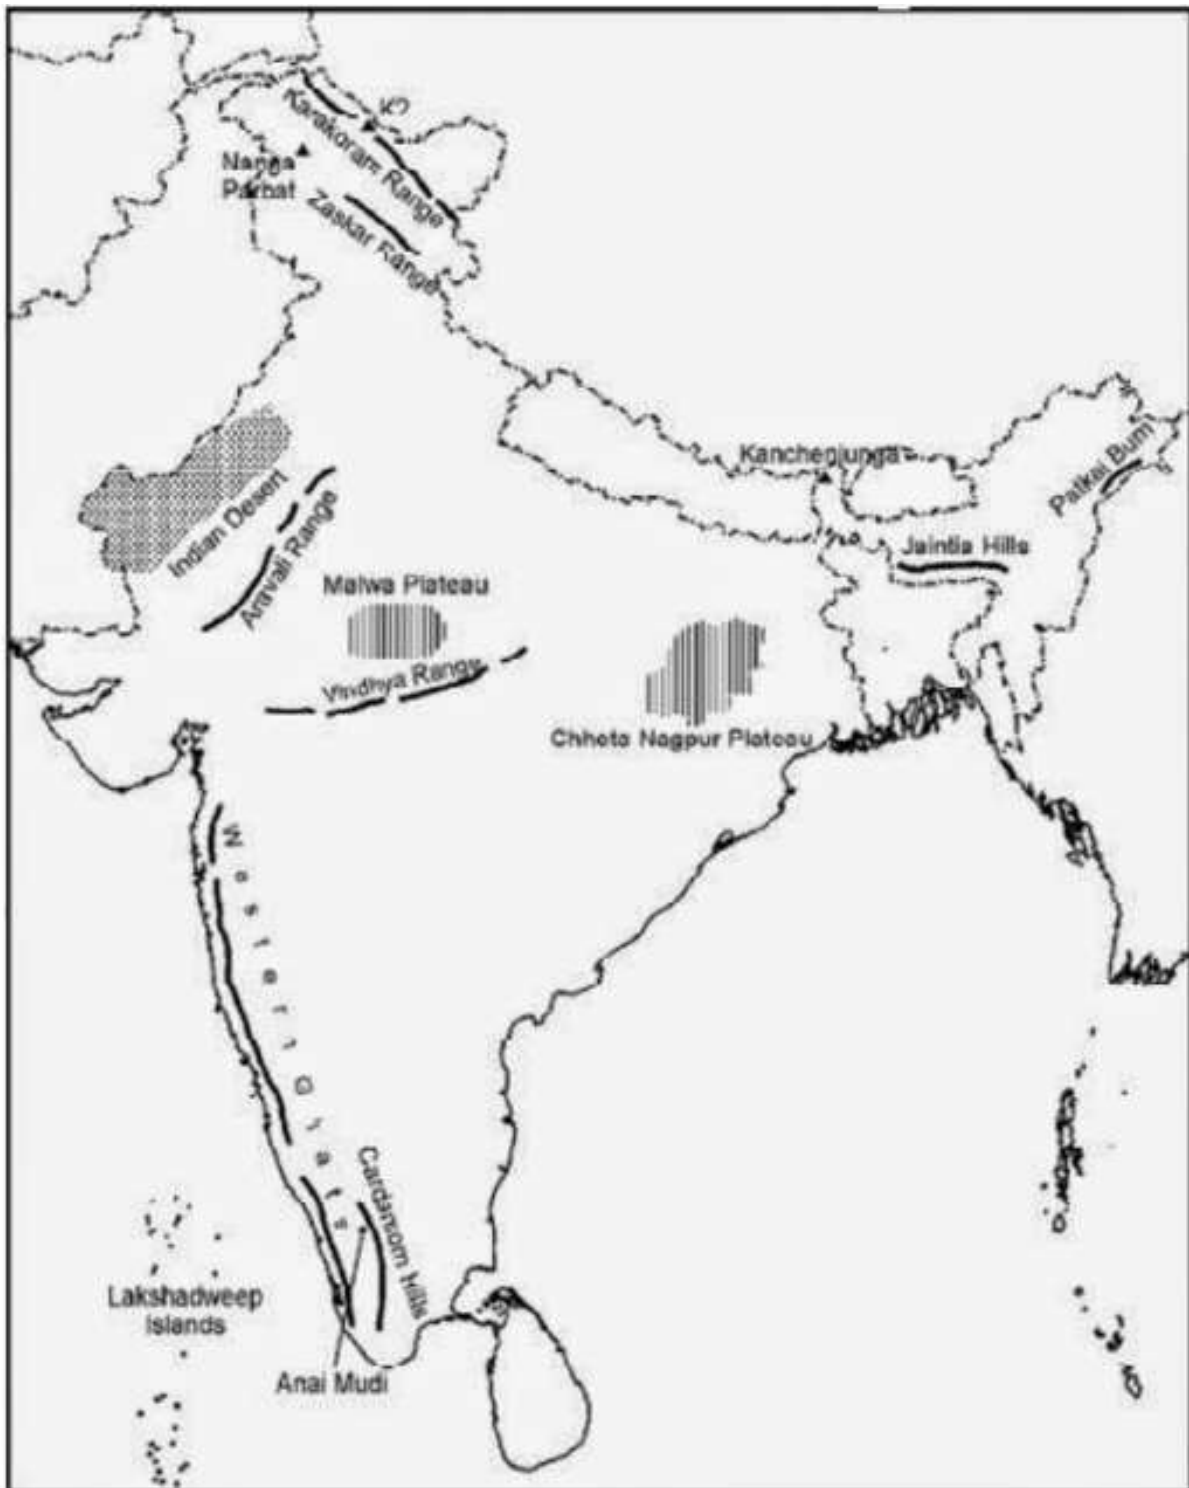 K2
Karakoram Range
Nanga
Parbat
Zaskar Range
Kanchenjunga
Patkai Bum
Indian Desert
Jaintia Hills
Aravali Range
Malwa Plateau
Vindhya Range
Chhota Nagpur Plateau
Western Ghats
Cardamom Hills
Lakshadweep
Islands
Anai Mudi